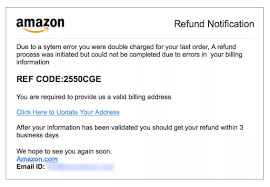 amazon
Refund Notification
Due to a sytem error you were double charged for your last order, A refund
process was initiated but could not be completed due to errors in your billing
information
REF CODE:2550CGE
You are required to provide us a valid billing address
Click Here to Update Your Address
After your information has been validated you should get your refund within 3
business days
We hope to see you again soon.
Amazon.com
Email ID: